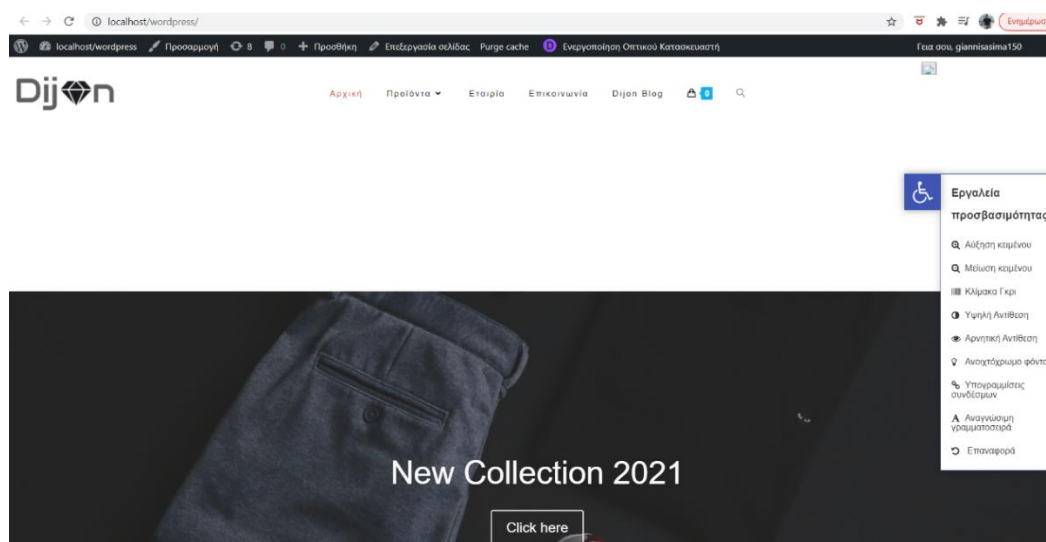 localhost/wordpress/
Ενημέρωσ
localhost/wordpress Προσαρμογή 8 0 Προσθήκη Επεξεργασία σελίδας Purge cache D Ενεργοποίηση Οπτικού Κατασκευαστή Γεια σου, giannisasima150
Dijon
Αρχική Προϊόντα Εταιρία Επικοινωνία Dijon Blog 0
Εργαλεία
προσβασιμότητας
Αύξηση κειμένου
Μείωση κειμένου
Κλίμακα Γκρι
Υψηλή Αντίθεση
Αρνητική Αντίθεση
Ανοιχτόχρωμο φόντο
Υπογραμμίσεις
συνδέσμων
A Αναγνώσιμη
γραμματοσειρά
Επαναφορά
New Collection 2021
Click here